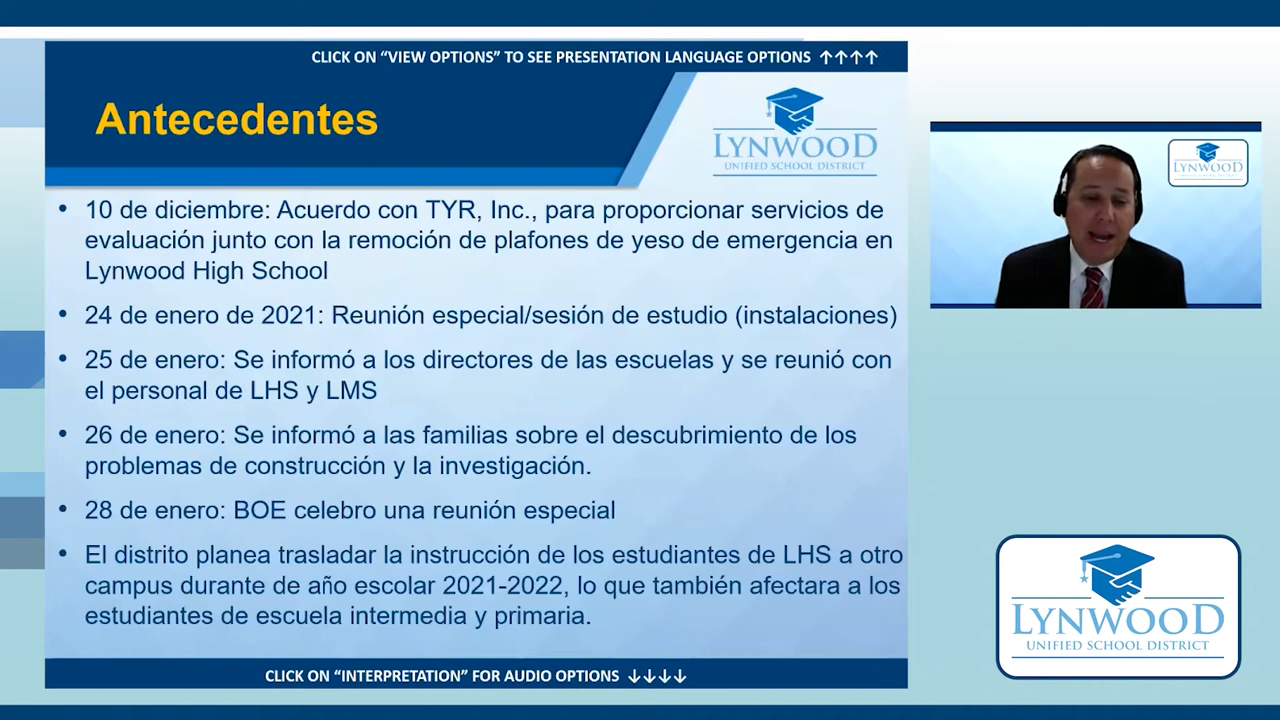 CLICK ON “VIEW OPTIONS” TO SEE PRESENTATION LANGUAGE OPTIONS ↑↑↑↑
Antecedentes
LYNWOOD
UNIFIED SCHOOL DISTRICT
• 10 de diciembre: Acuerdo con TYR, Inc., para proporcionar servicios de
evaluación junto con la remoción de plafones de yeso de emergencia en
Lynwood High School
• 24 de enero de 2021: Reunión especial/sesión de estudio (instalaciones)
• 25 de enero: Se informó a los directores de las escuelas y se reunió con
el personal de LHS y LMS
• 26 de enero: Se informó a las familias sobre el descubrimiento de los
problemas de construcción y la investigación.
• 28 de enero: BOE celebro una reunión especial
• El distrito planea trasladar la instrucción de los estudiantes de LHS a otro
campus durante de año escolar 2021-2022, lo que también afectara a los
estudiantes de escuela intermedia y primaria.
CLICK ON “INTERPRETATION” FOR AUDIO OPTIONS ↓↓↓↓
LYNWOOD
LYNWOOD
UNIFIED SCHOOL DISTRICT